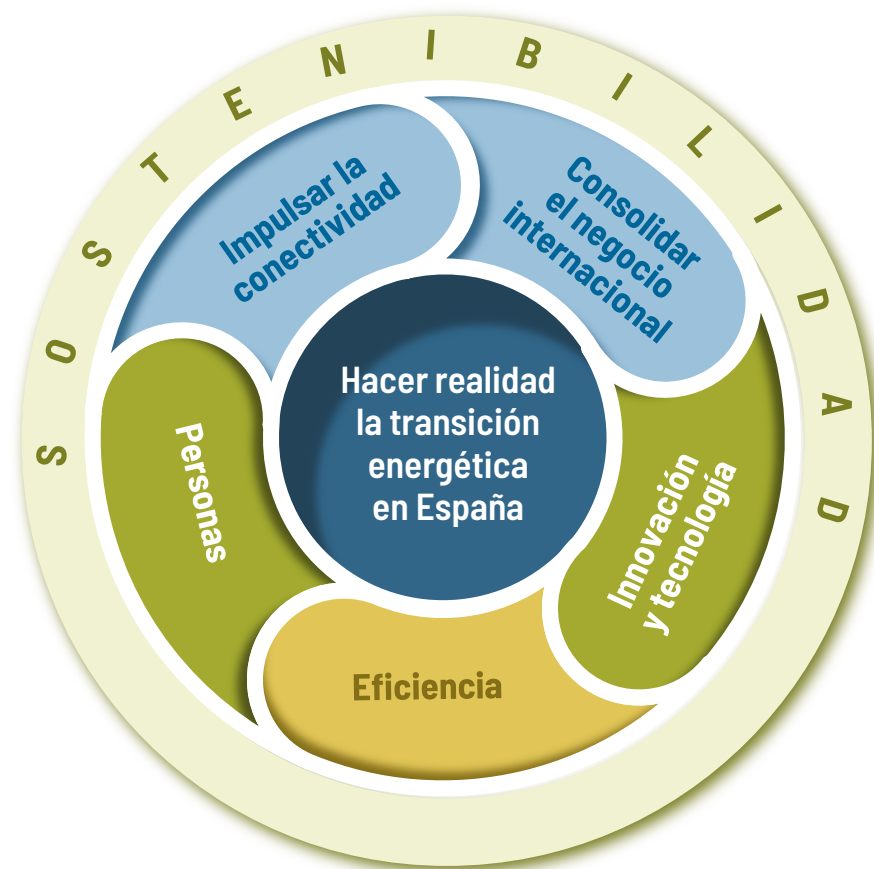 SOSTENIBILIDAD
Impulsar la
conectividad
Consolidar
el negocio
internacional
Hacer realidad
la transición
energética
en España
Personas
Innovación
y tecnología
Eficiencia